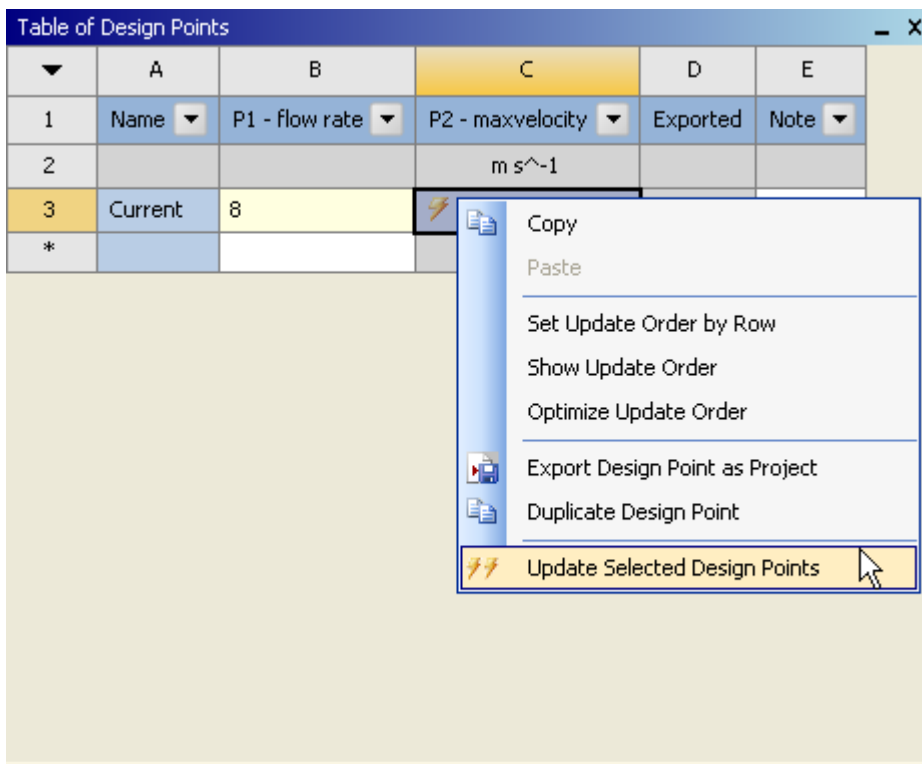 Table of Design Points
A B C D E
1 Name P1 - flow rate P2 - maxvelocity Exported Note
2 m s^-1
3 Current 8
*
Copy
Paste
Set Update Order by Row
Show Update Order
Optimize Update Order
Export Design Point as Project
Duplicate Design Point
Update Selected Design Points